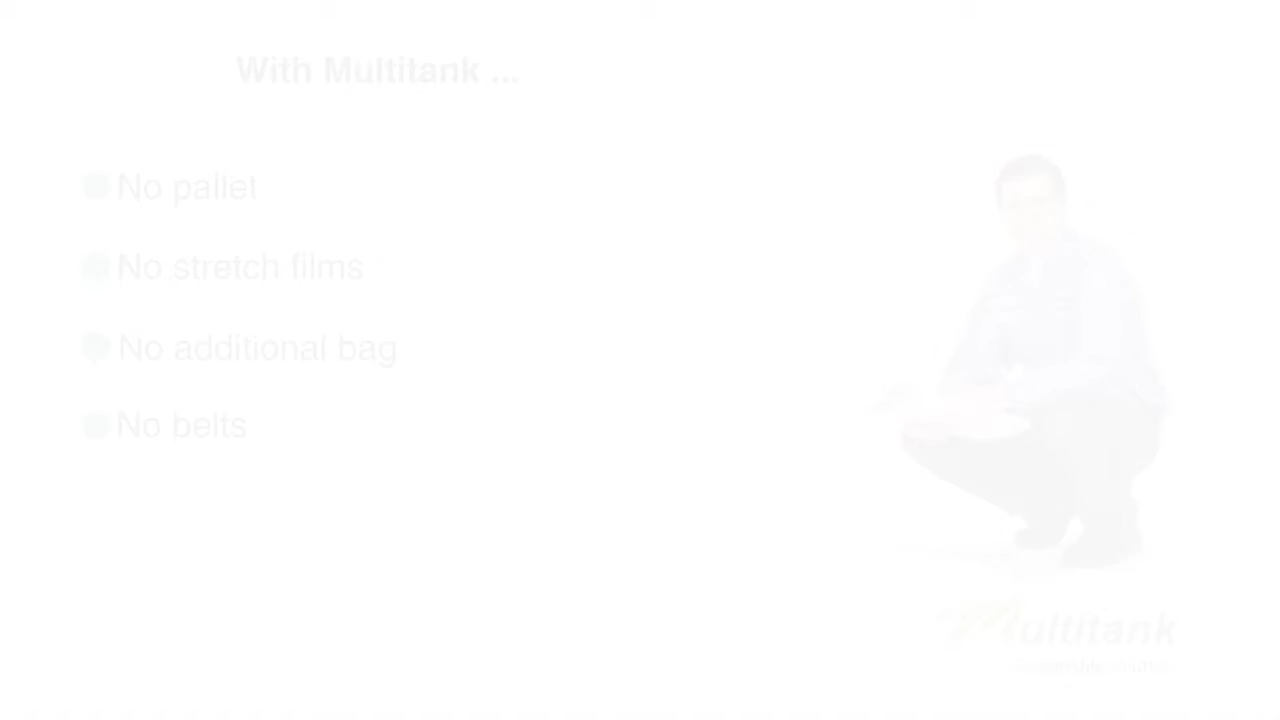 With Multitank ...
No pallet
No stretch films
No additional bag
No belts
Multitank